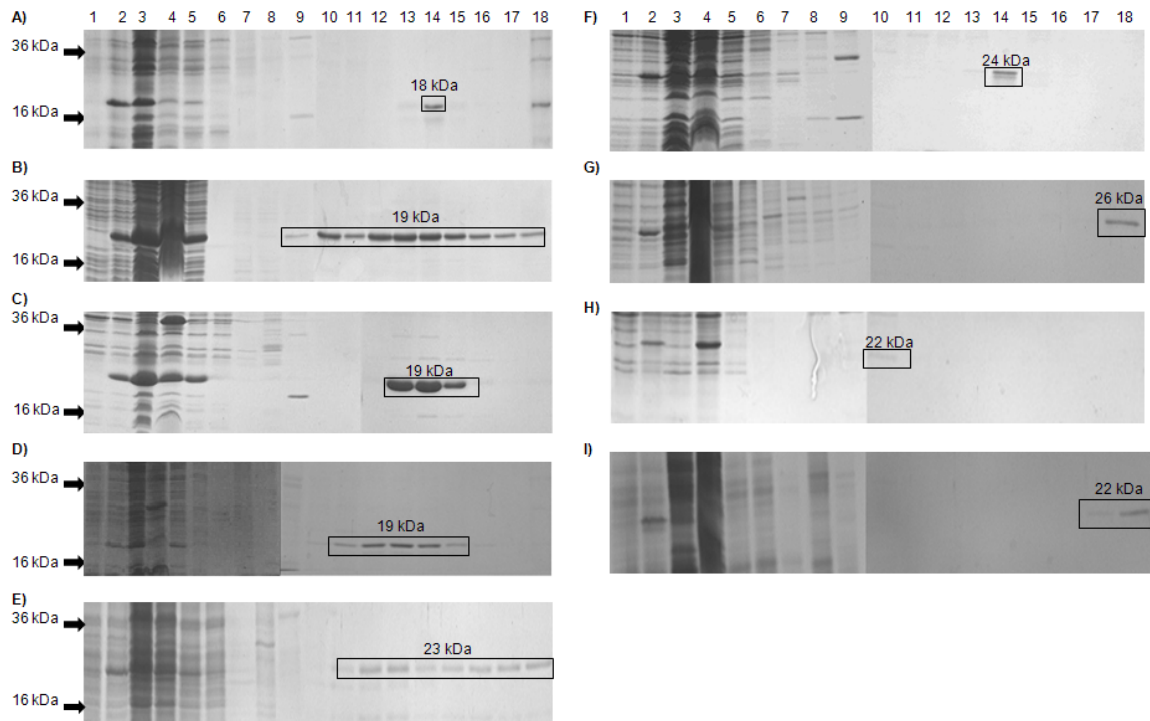 A) 1 2 3 4 5 6 7 8 9 10 11 12 13 14 15 16 17 18
36 kDa
18 kDa
16 kDa
B)
36 kDa
19 kDa
16 kDa
C)
36 kDa
19 kDa
16 kDa
D)
36 kDa
19 kDa
16 kDa
E)
36 kDa
23 kDa
16 kDa
F) 1 2 3 4 5 6 7 8 9 10 11 12 13 14 15 16 17 18
24 kDa
G)
26 kDa
H)
22 kDa
I)
22 kDa